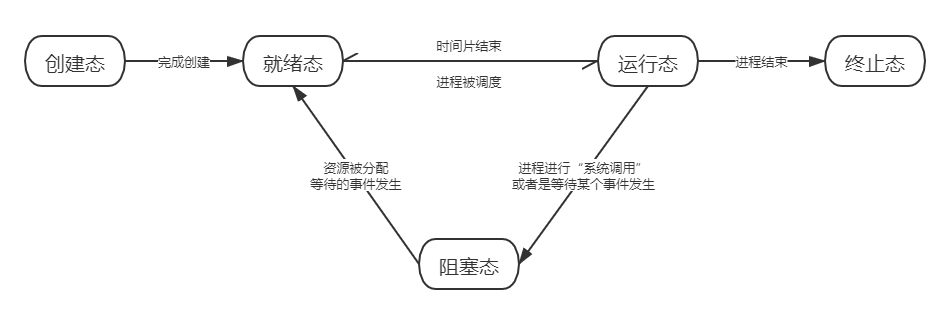 创建态
完成创建
就绪态
时间片结束
进程被调度
运行态
进程结束
终止态
资源被分配
等待的事件发生
进程进行“系统调用”
或者是等待某个事件发生
阻塞态